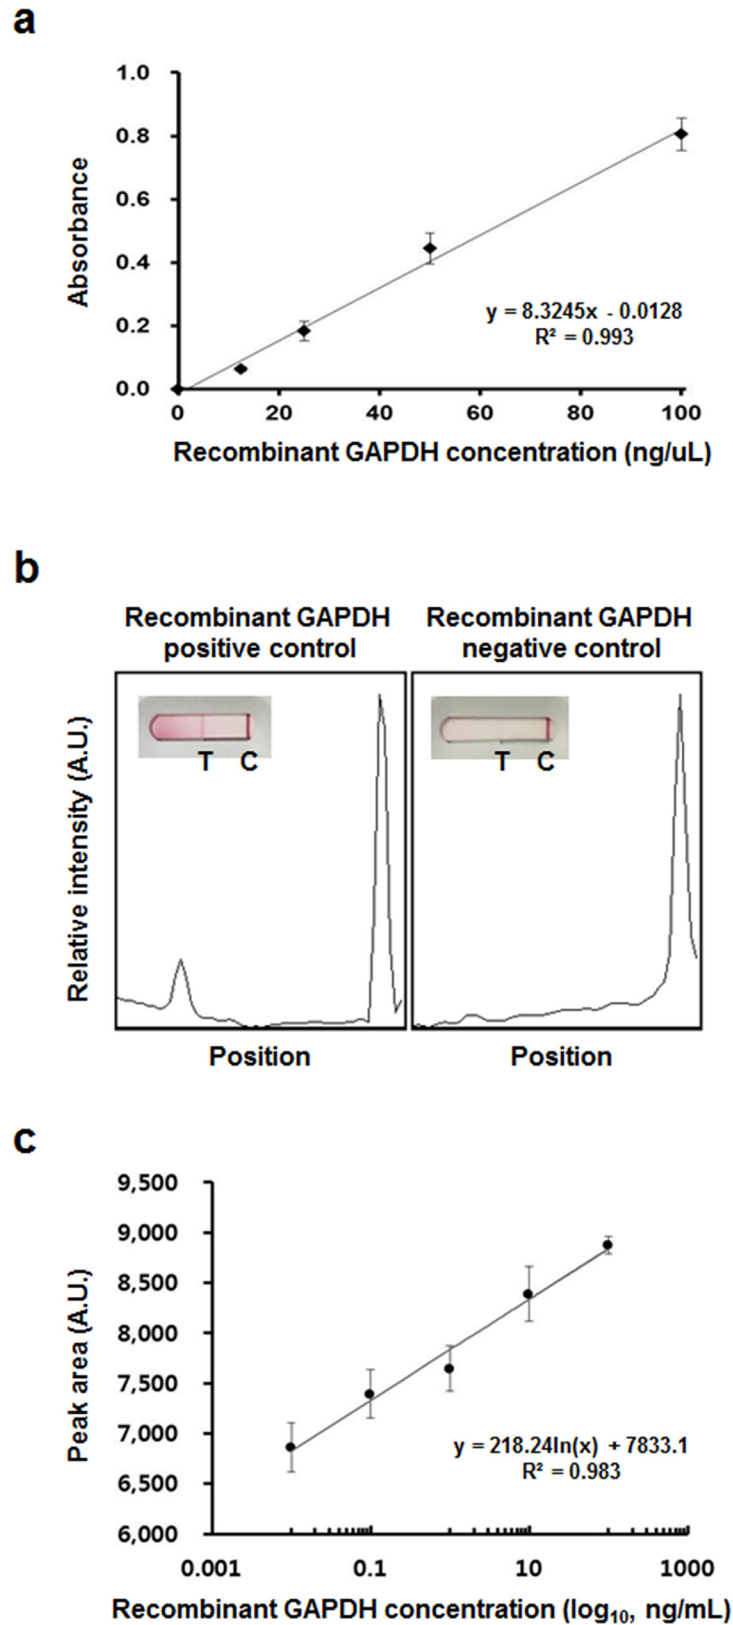 a
1.0
0.8
0.6
0.4
0.2
0.0
Absorbance
y = 8.3245x - 0.0128
R² = 0.993
0 20 40 60 80 100
Recombinant GAPDH concentration (ng/uL)
b
Recombinant GAPDH
positive control
Recombinant GAPDH
negative control
Relative intensity (A.U.)
T C
T C
Position
Position
c
9,500
9,000
8,500
8,000
7,500
7,000
6,500
6,000
Peak area (A.U.)
y = 218.24ln(x) + 7833.1
R² = 0.983
0.001 0.1 10 1000
Recombinant GAPDH concentration (log₁₀, ng/mL)